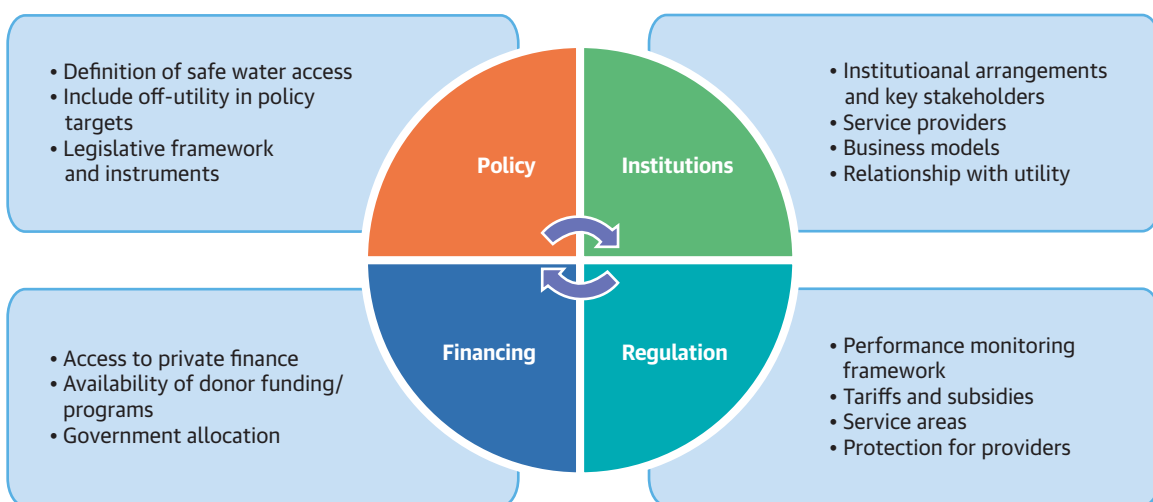 • Definition of safe water access
• Include off-utility in policy
targets
• Legislative framework
and instruments
Policy
Institutions
• Institutioanal arrangements
and key stakeholders
• Service providers
• Business models
• Relationship with utility
• Access to private finance
• Availability of donor funding/
programs
• Government allocation
Financing
Regulation
• Performance monitoring
framework
• Tariffs and subsidies
• Service areas
• Protection for providers